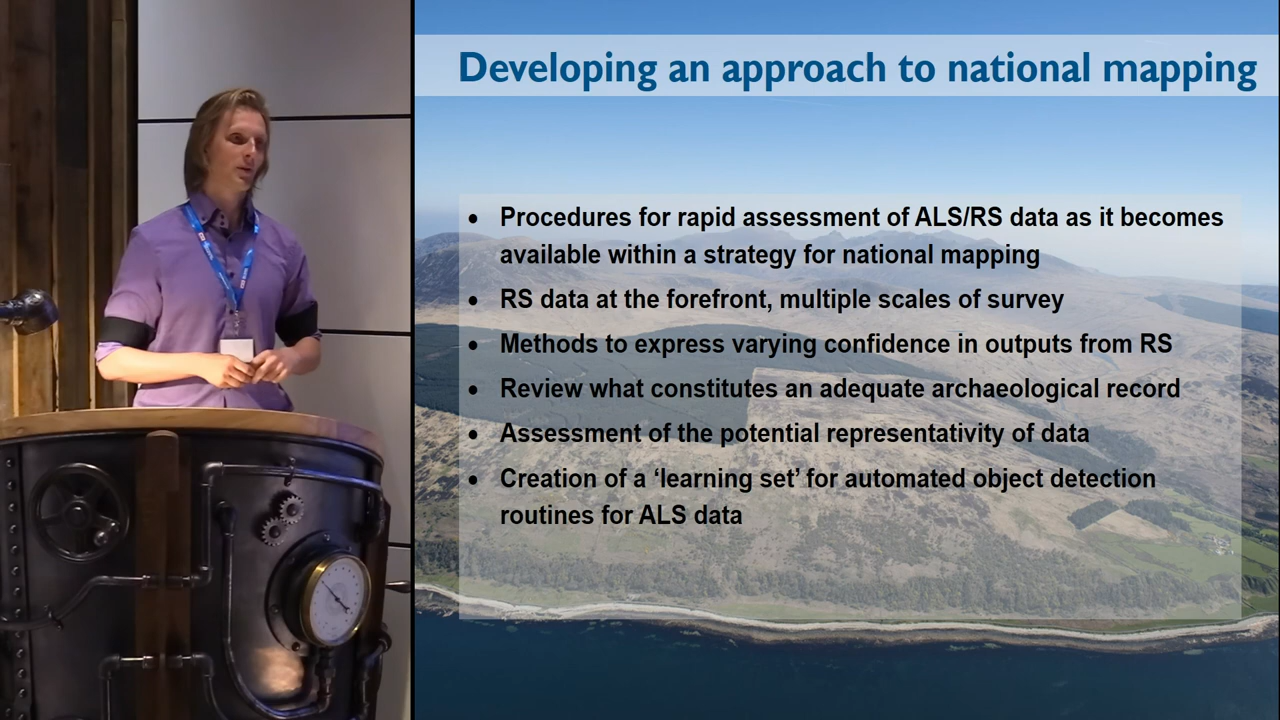 Developing an approach to national mapping
• Procedures for rapid assessment of ALS/RS data as it becomes
available within a strategy for national mapping
• RS data at the forefront, multiple scales of survey
• Methods to express varying confidence in outputs from RS
• Review what constitutes an adequate archaeological record
• Assessment of the potential representativity of data
• Creation of a ‘learning set’ for automated object detection
routines for ALS data